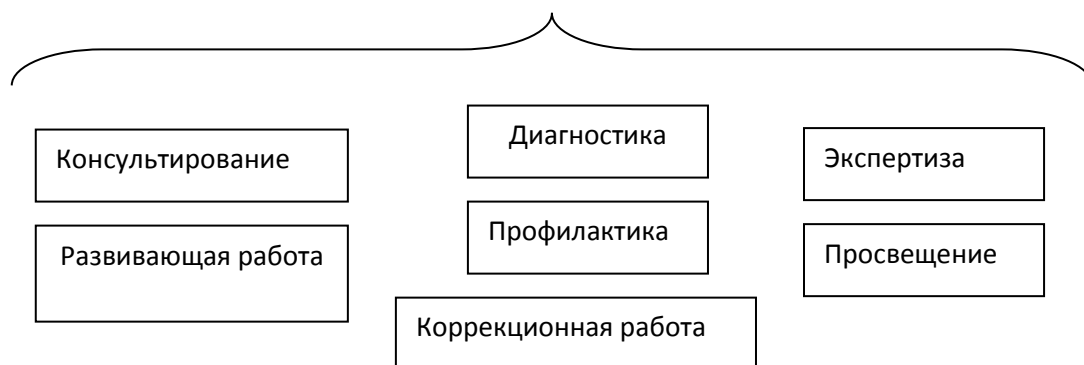 Консультирование
Развивающая работа
Диагностика
Профилактика
Коррекционная работа
Экспертиза
Просвещение